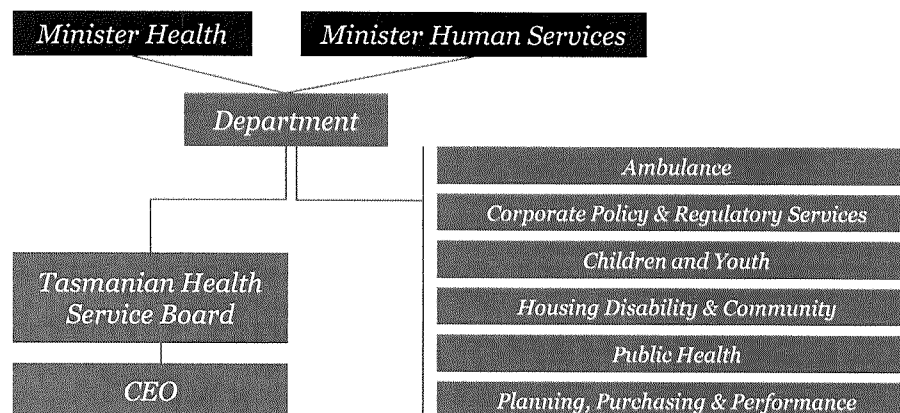 Minister Health
Minister Human Services
Department
Ambulance
Corporate Policy & Regulatory Services
Children and Youth
Tasmanian Health
Service Board
Housing Disability & Community
Public Health
CEO
Planning, Purchasing & Performance